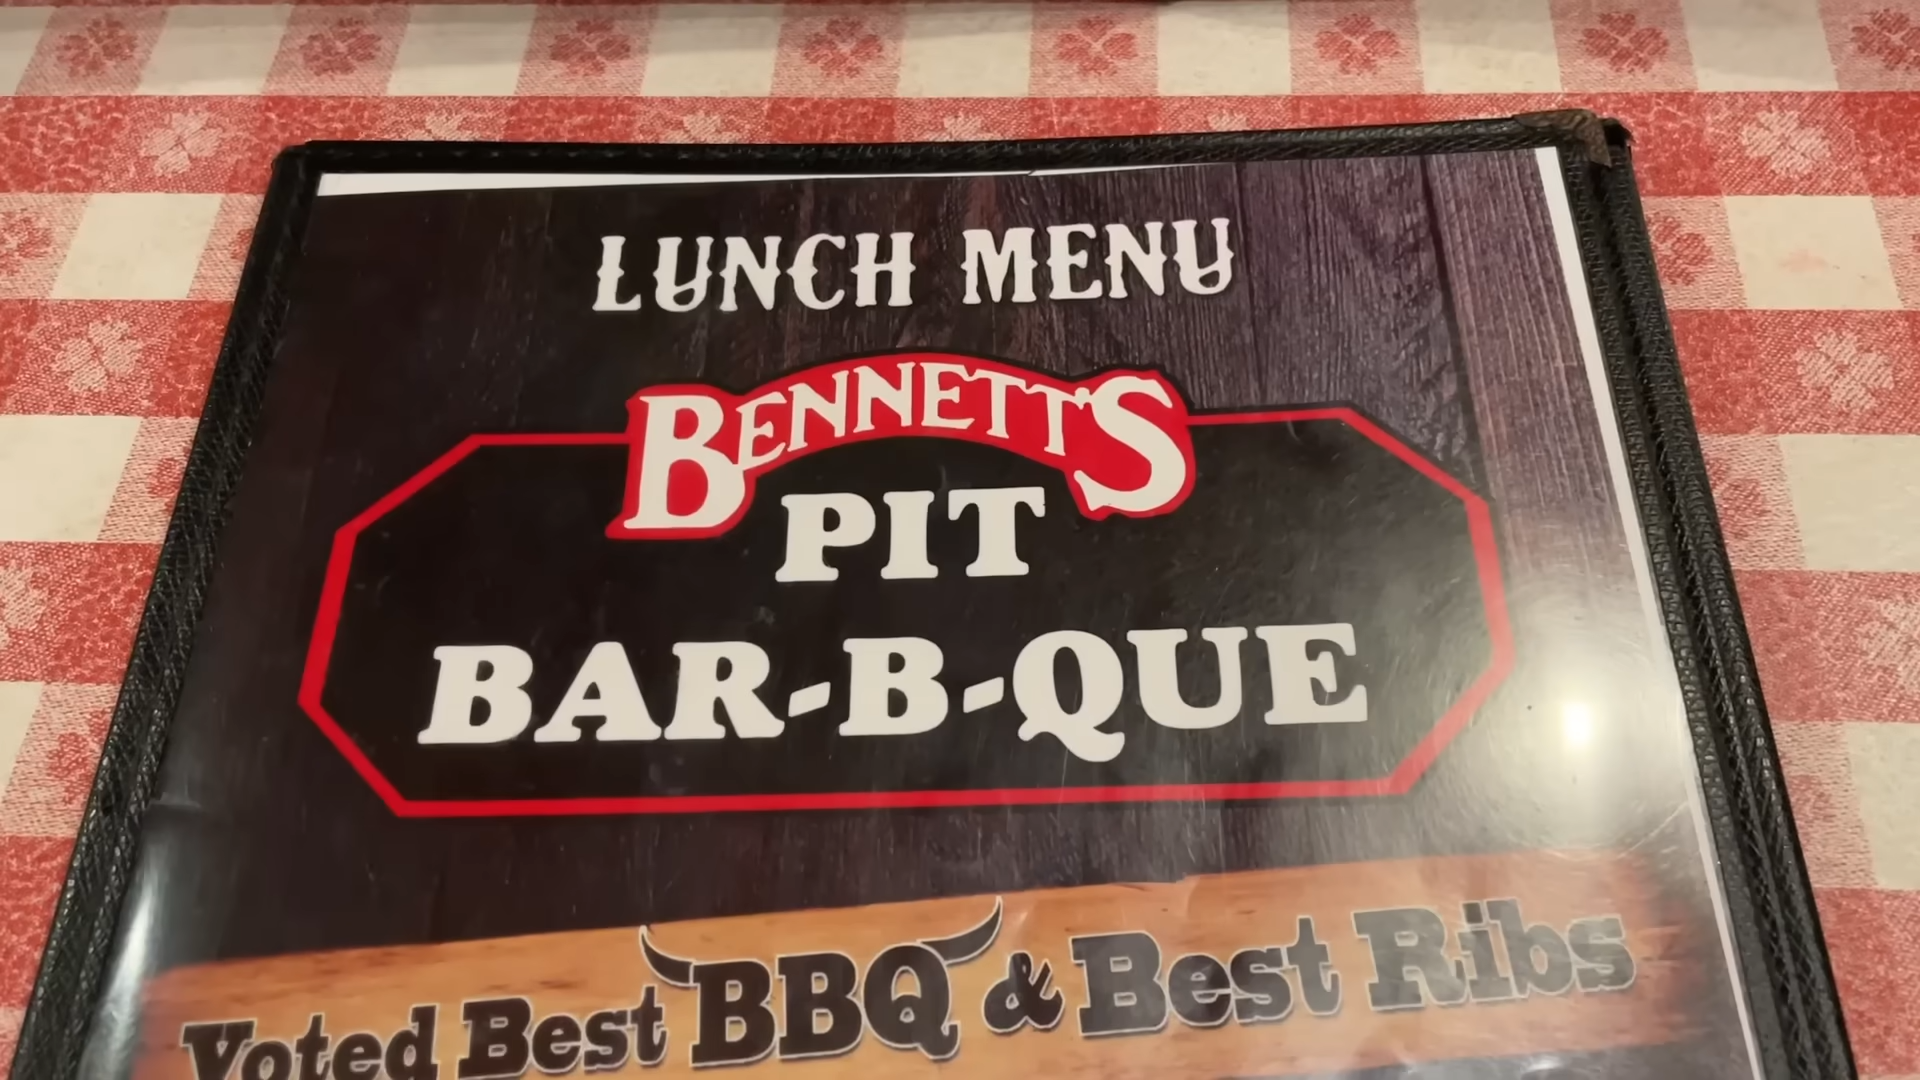 LUNCH MENU
BENNETT'S
PIT
BAR-B-QUE
Voted Best BBQ & Best Ribs